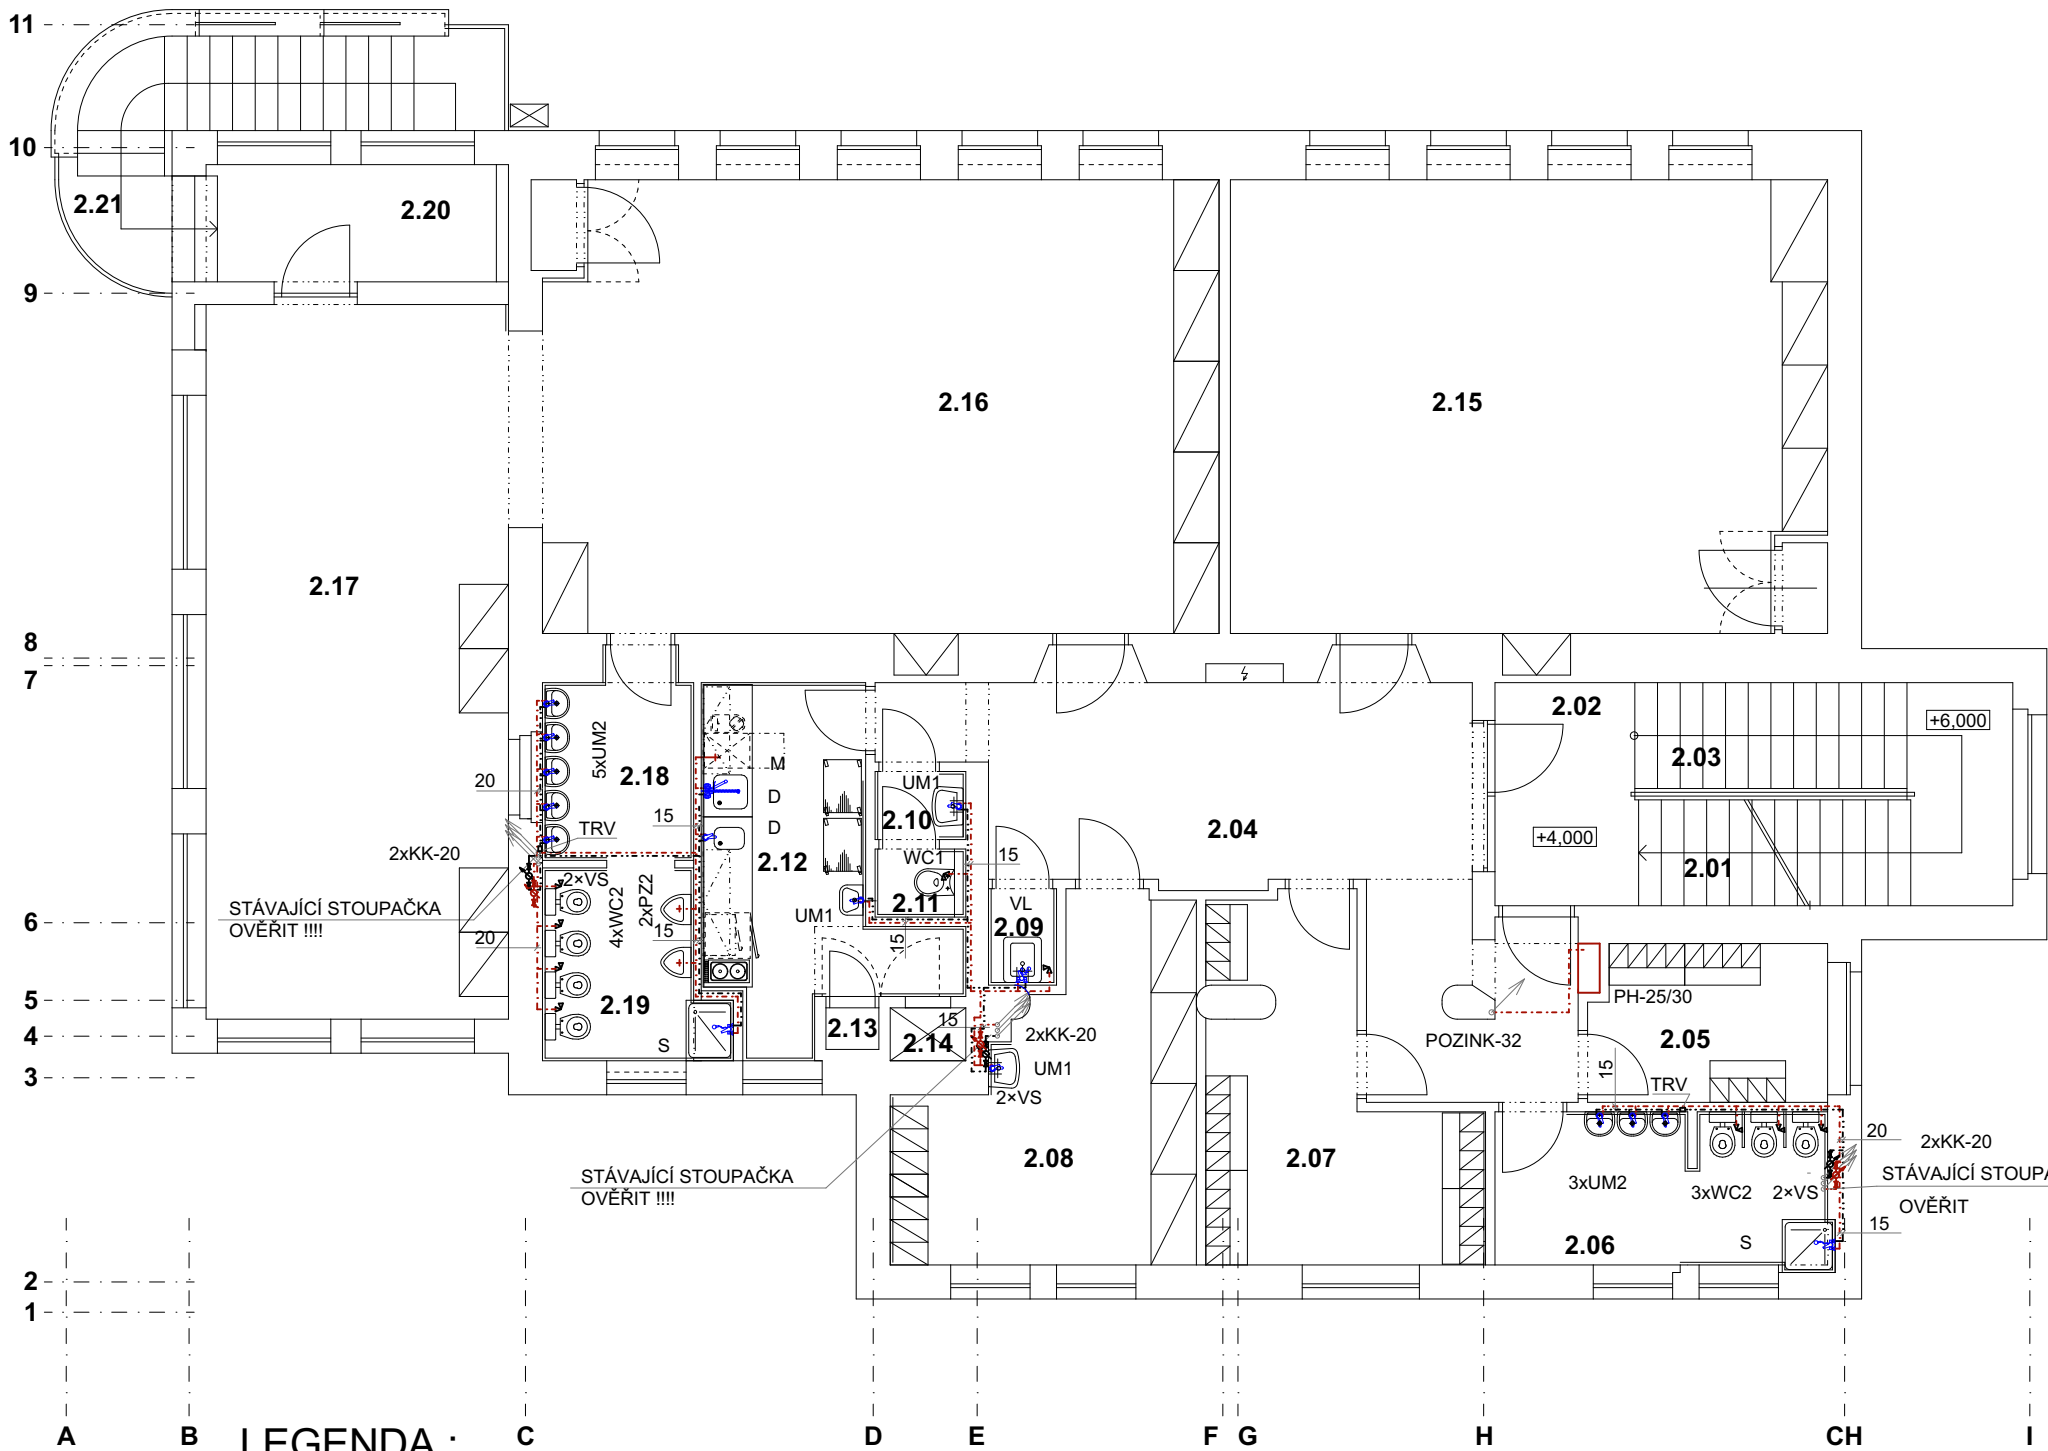 11
10
2.21
2.20
9
2.16
2.15
2.17
8
7
2.02
+6,000
2.03
5xUM2
2.18
M
20
D
UM1
15
TRV
D
2.10
2.04
+4,000
2xKK-20
2.12
WC1
15
2.01
2×VS
4xWC2
2xPZ2
2.11
VL
STÁVAJÍCÍ STOUPAČKA
OVĚŘIT !!!!
UM1
2.09
6
20
15
15
5
2.19
PH-25/30
4
S
2.13
2.14
15
2xKK-20
POZINK-32
2.05
3
UM1
2×VS
15
TRV
20
2xKK-20
STÁVAJÍCÍ STOUPAČKA
OVĚŘIT !!!!
2.08
2.07
3xUM2
3xWC2
2×VS
STÁVAJÍCÍ STOUPA
OVĚŘIT
15
2.06
S
2
1
A
B
LEGENDA :
C
D
E
F
G
H
CH
I